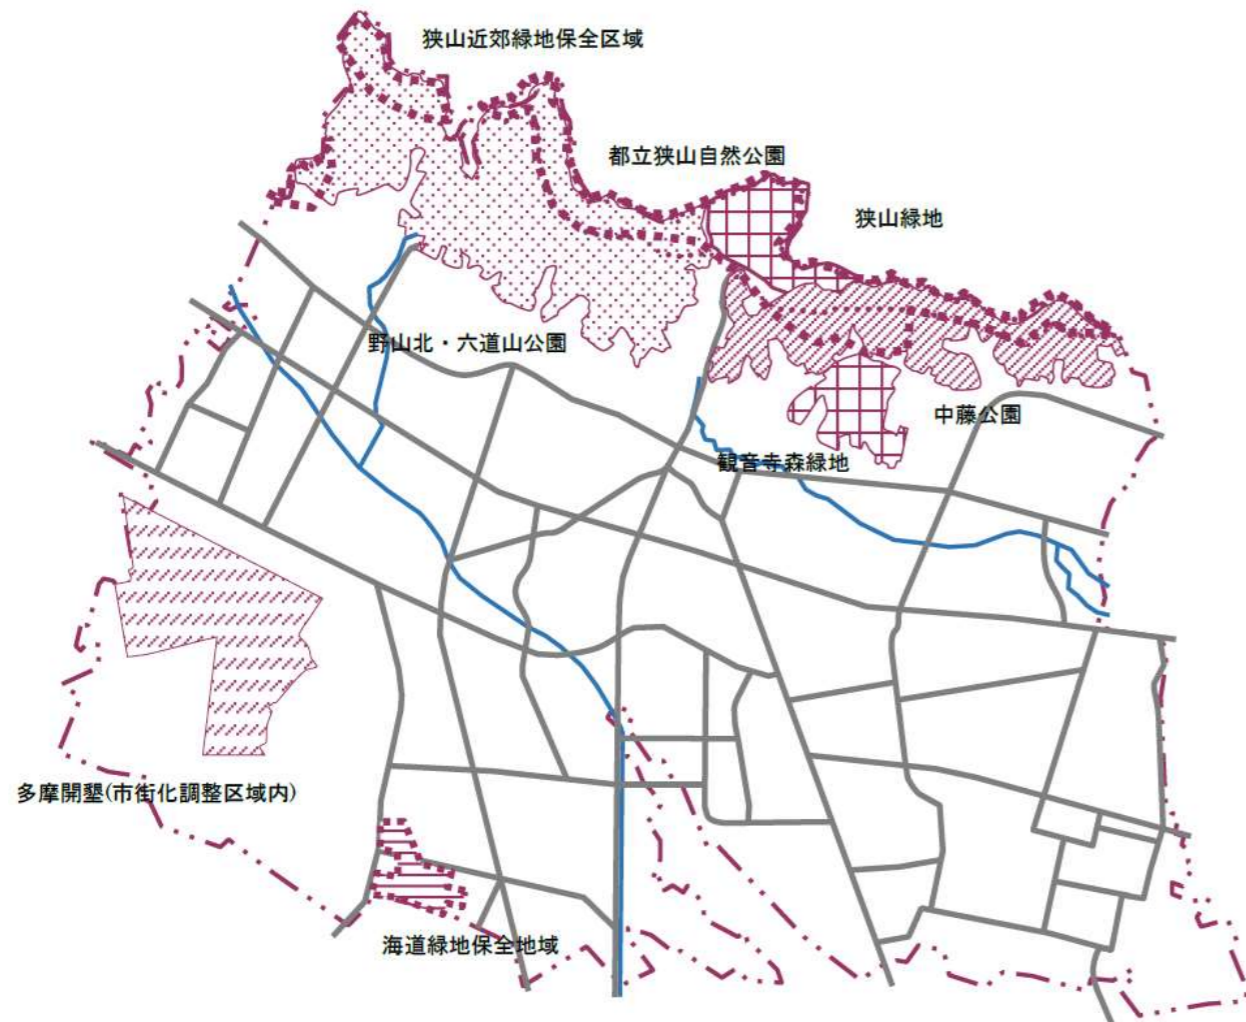 狭山近郊緑地保全区域
都立狭山自然公園
狭山緑地
野山北・六道山公園
中藤公園
観音寺森緑地
多摩開墾(市街化調整区域内)
海道緑地保全地域